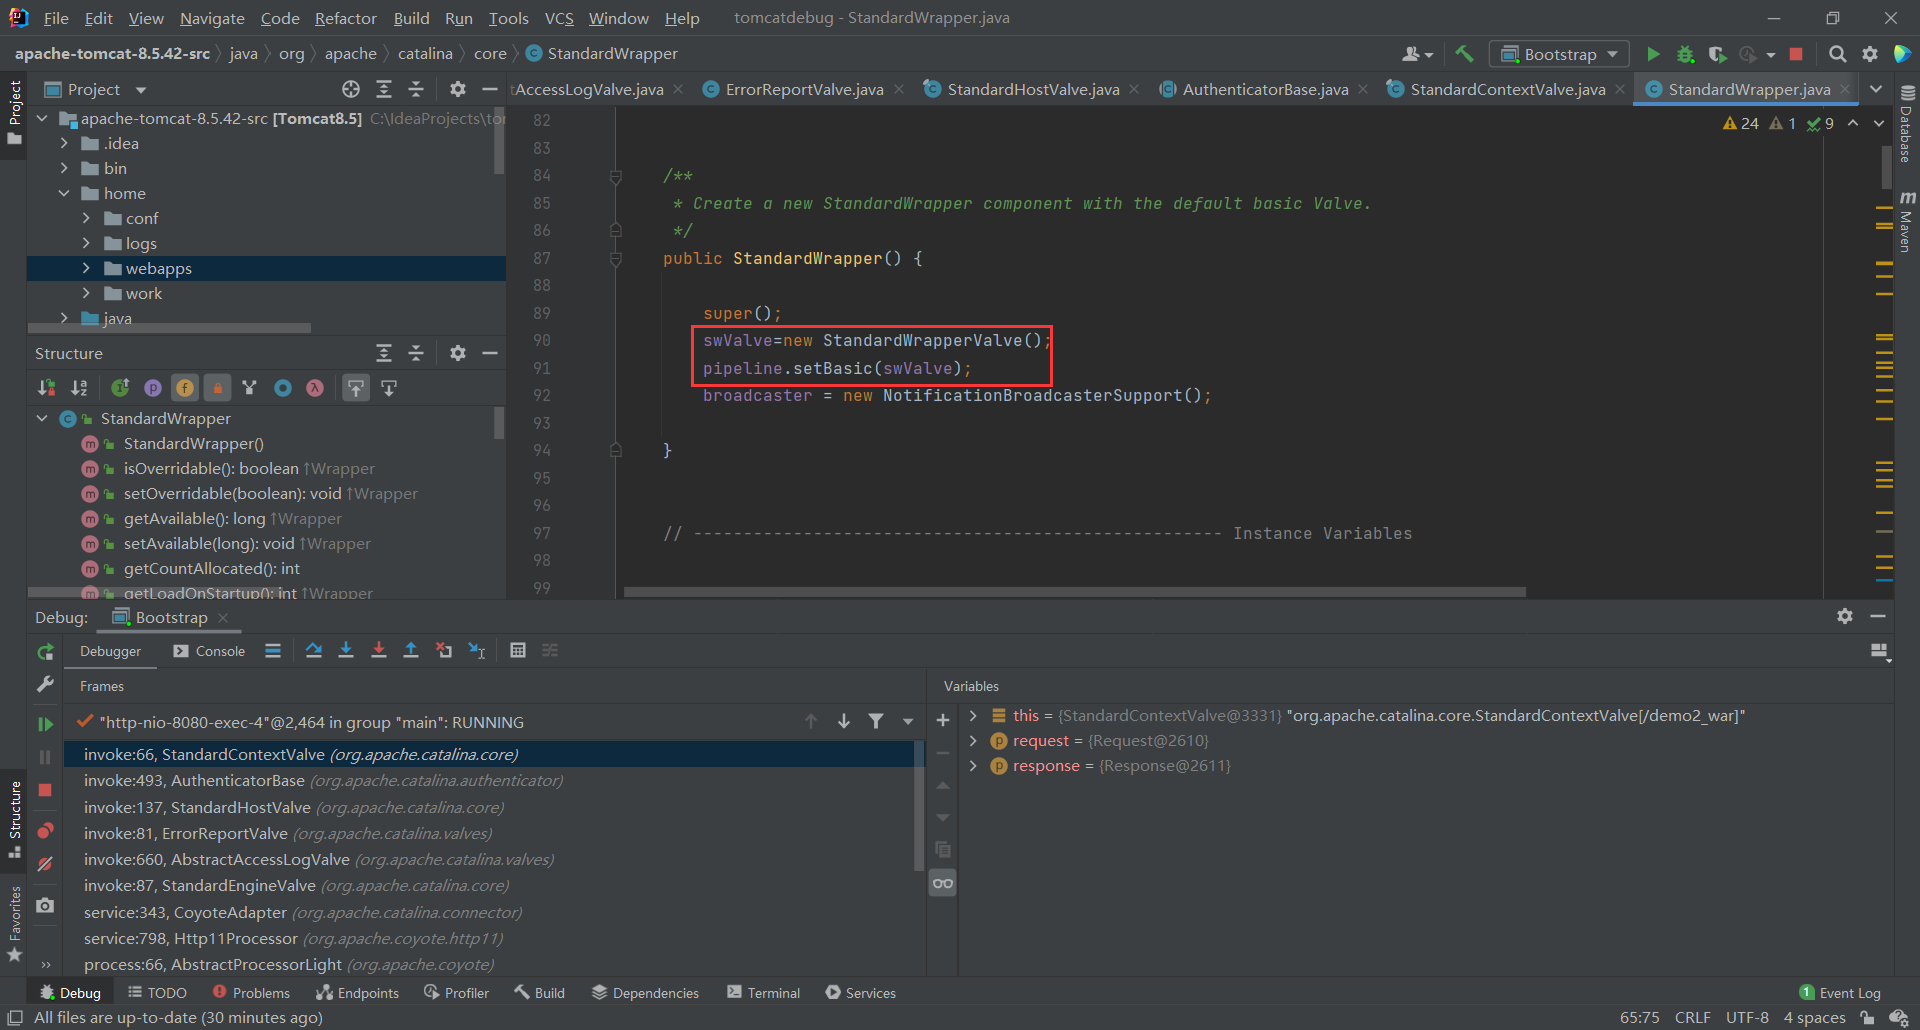 File Edit View Navigate Code Refactor Build Run Tools VCS Window Help tomcatdebug - StandardWrapper.java
apache-tomcat-8.5.42-src java org apache catalina core StandardWrapper
Bootstrap
Project
tAccessLogValve.java ErrorReportValve.java StandardHostValve.java AuthenticatorBase.java StandardContextValve.java StandardWrapper.java
apache-tomcat-8.5.42-src [Tomcat8.5] C:\IdeaProjects\tor
.idea
bin
home
conf
logs
webapps
work
java
Structure
StandardWrapper
StandardWrapper()
isOverridable(): boolean ↑Wrapper
setOverridable(boolean): void ↑Wrapper
getAvailable(): long ↑Wrapper
setAvailable(long): void ↑Wrapper
getCountAllocated(): int
getLoadOnStartup(): int ↑Wrapper
24 1 9
82
83
84 /**
85 * Create a new StandardWrapper component with the default basic Valve.
86 */
87 public StandardWrapper() {
88
89 super();
90 swValve=new StandardWrapperValve();
91 pipeline.setBasic(swValve);
92 broadcaster = new NotificationBroadcasterSupport();
93
94 }
95
96
97 // ----------------------------------------------------- Instance Variables
98
99
Project
Structure
Favorites
Database
Maven
Debug: Bootstrap
Debugger Console
Frames
"http-nio-8080-exec-4"@2,464 in group "main": RUNNING
invoke:66, StandardContextValve (org.apache.catalina.core)
invoke:493, AuthenticatorBase (org.apache.catalina.authenticator)
invoke:137, StandardHostValve (org.apache.catalina.core)
invoke:81, ErrorReportValve (org.apache.catalina.valves)
invoke:660, AbstractAccessLogValve (org.apache.catalina.valves)
invoke:87, StandardEngineValve (org.apache.catalina.core)
service:343, CoyoteAdapter (org.apache.catalina.connector)
service:798, Http11Processor (org.apache.coyote.http11)
process:66, AbstractProcessorLight (org.apache.coyote)
Variables
this = {StandardContextValve@3331} "org.apache.catalina.core.StandardContextValve[/demo2_war]"
request = {Request@2610}
response = {Response@2611}
Debug TODO Problems Endpoints Profiler Build Dependencies Terminal Services 1 Event Log
All files are up-to-date (30 minutes ago) 65:75 CRLF UTF-8 4 spaces